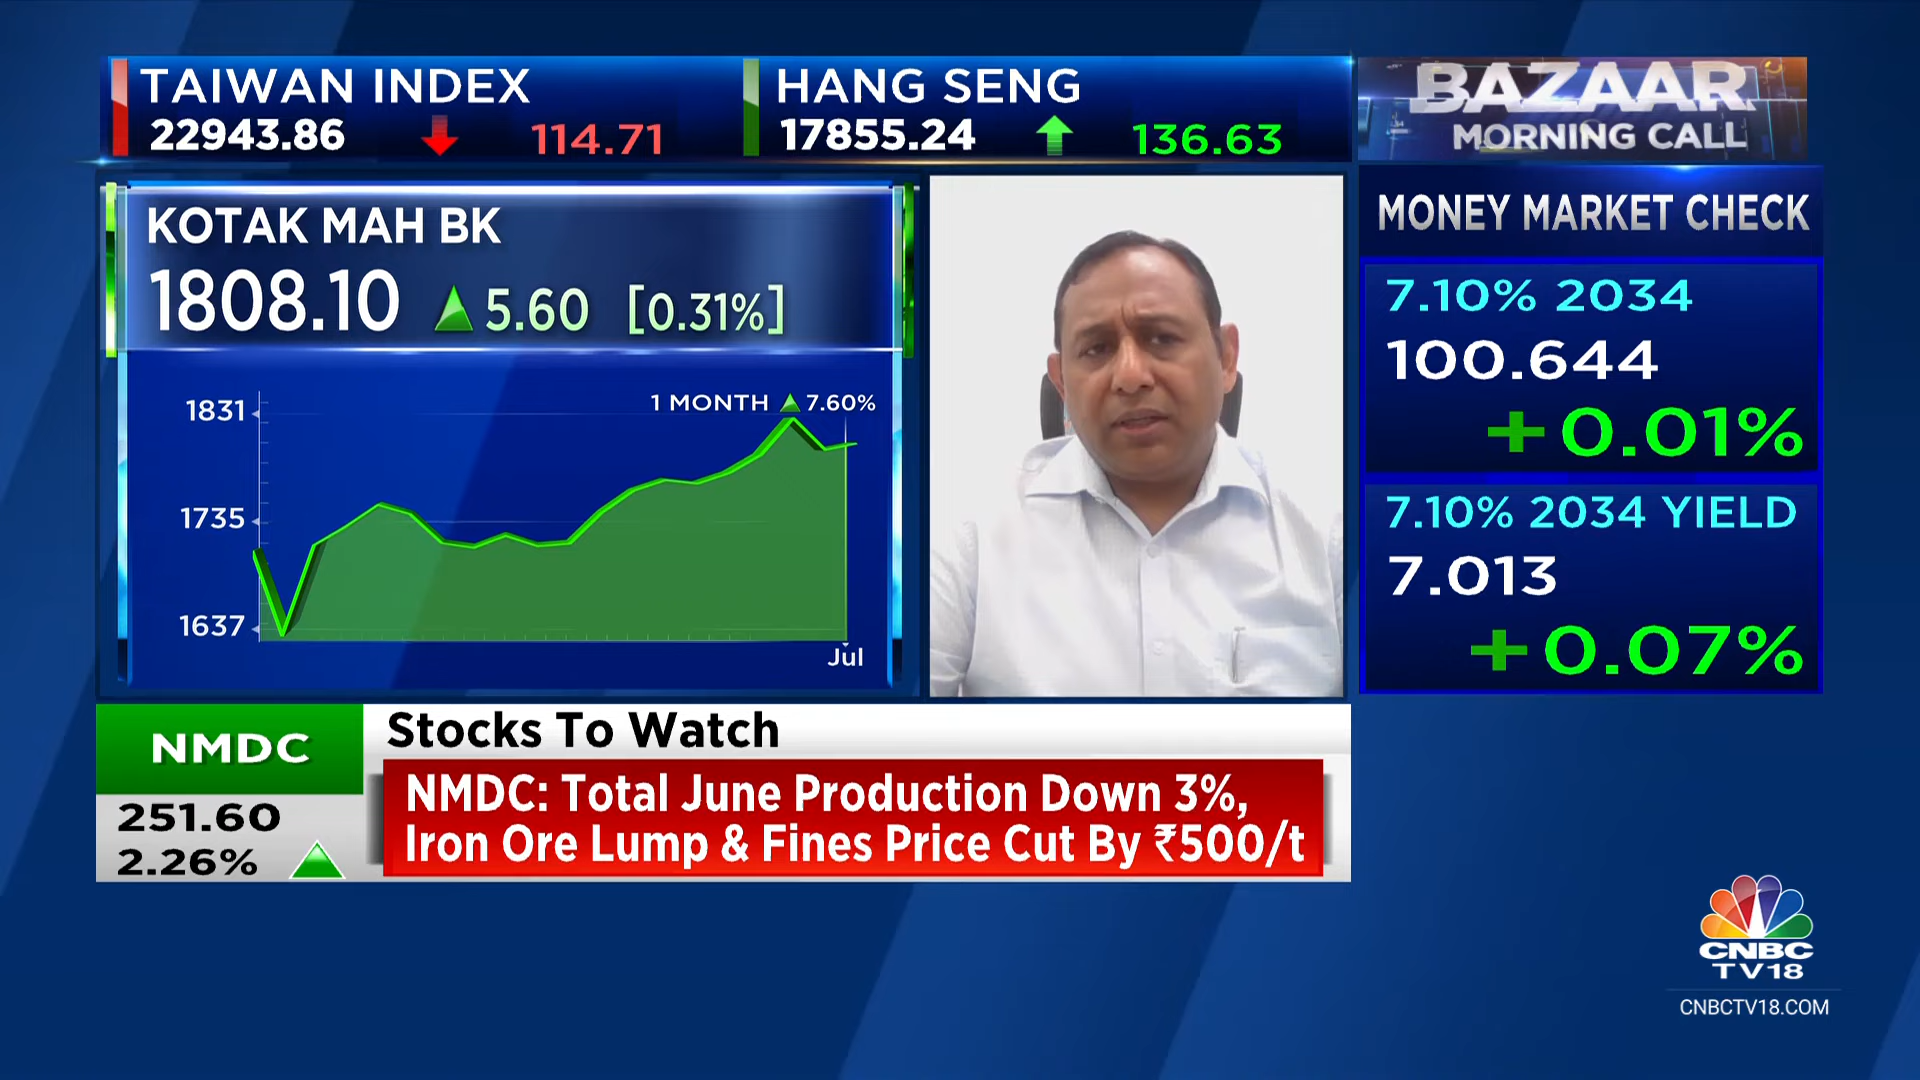 TAIWAN INDEX
22943.86 114.71
HANG SENG
17855.24 136.63
BAZAAR
MORNING CALL
KOTAK MAH BK
1808.10 5.60 [0.31%]
1 MONTH 7.60%
1831
1735
1637
Jul
MONEY MARKET CHECK
7.10% 2034
100.644
+0.01%
7.10% 2034 YIELD
7.013
+0.07%
NMDC
251.60
2.26%
Stocks To Watch
NMDC: Total June Production Down 3%,
Iron Ore Lump & Fines Price Cut By ₹500/t
CNBC
TV18
CNBCTV18.COM